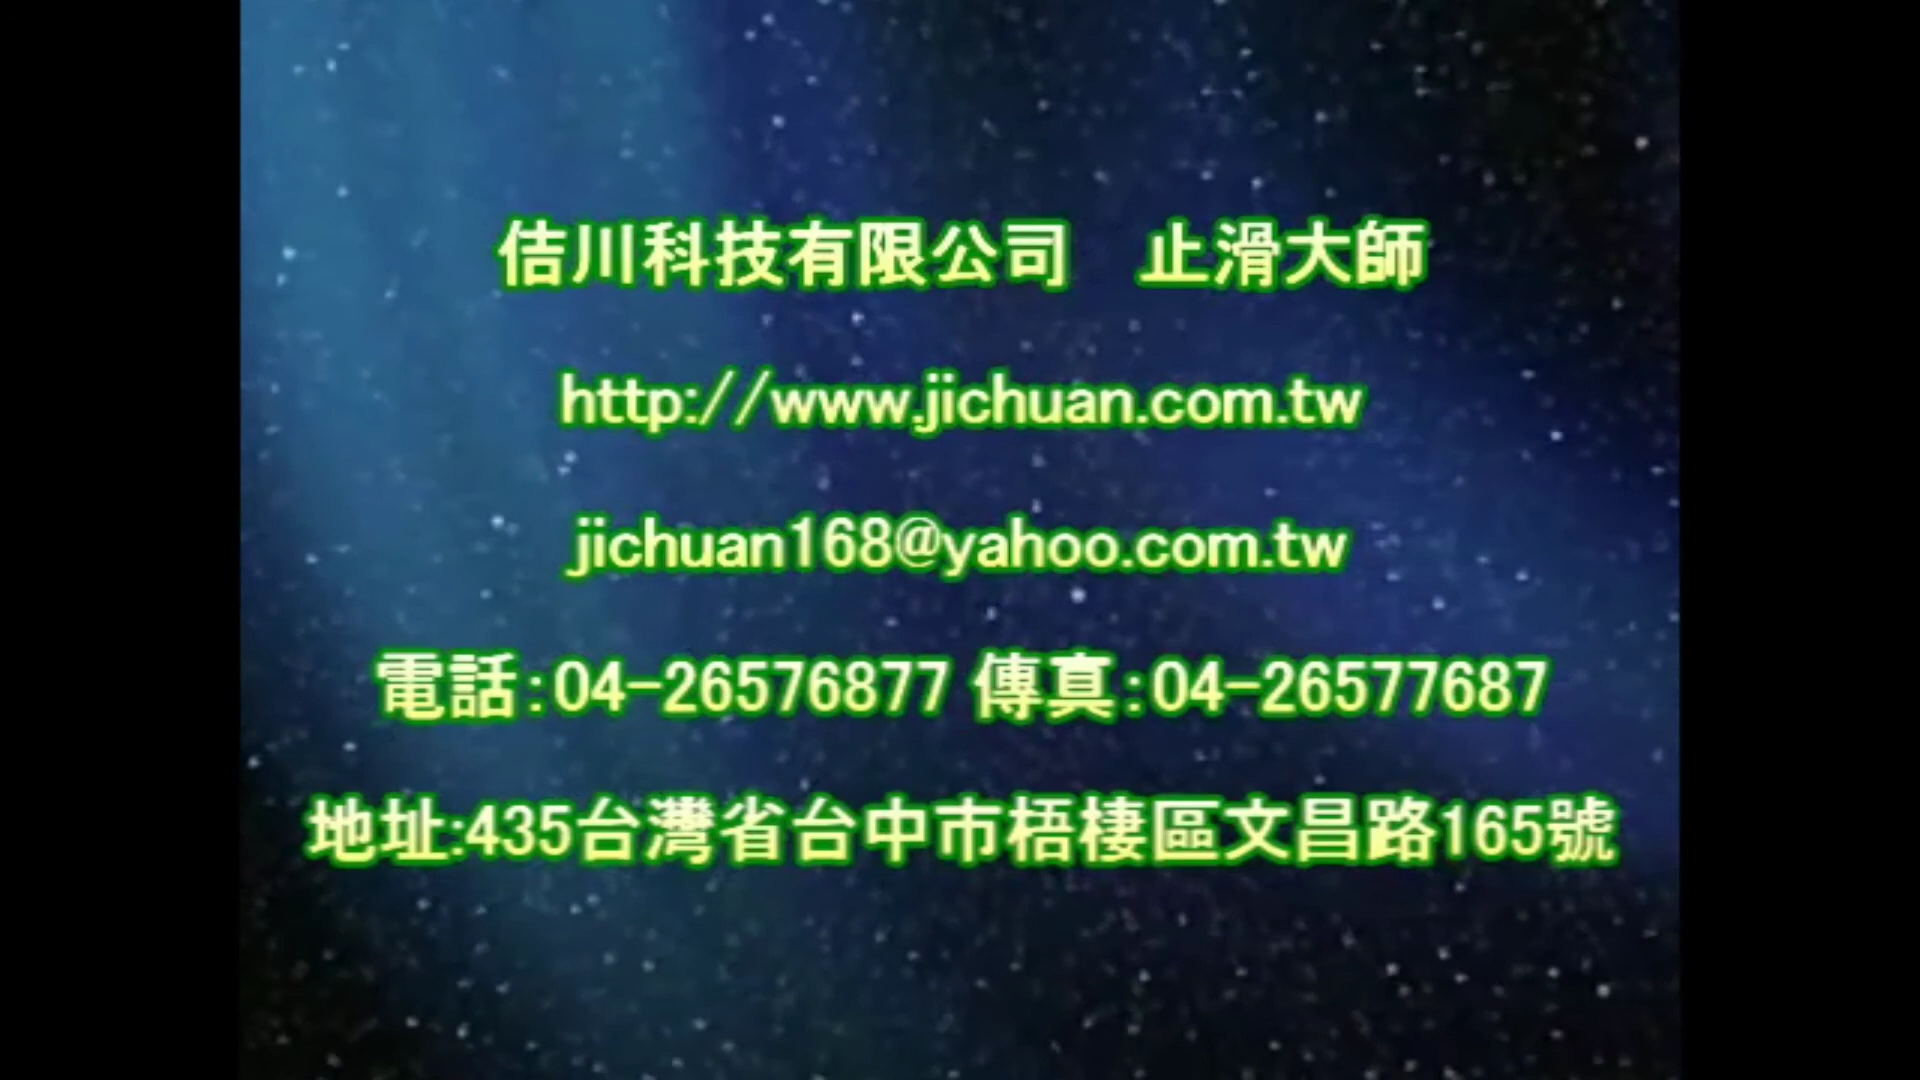 佶川科技有限公司　止滑大師
http://www.jichuan.com.tw
jichuan168@yahoo.com.tw
電話:04-26576877 傳真:04-26577687
地址:435台灣省台中市梧棲區文昌路165號